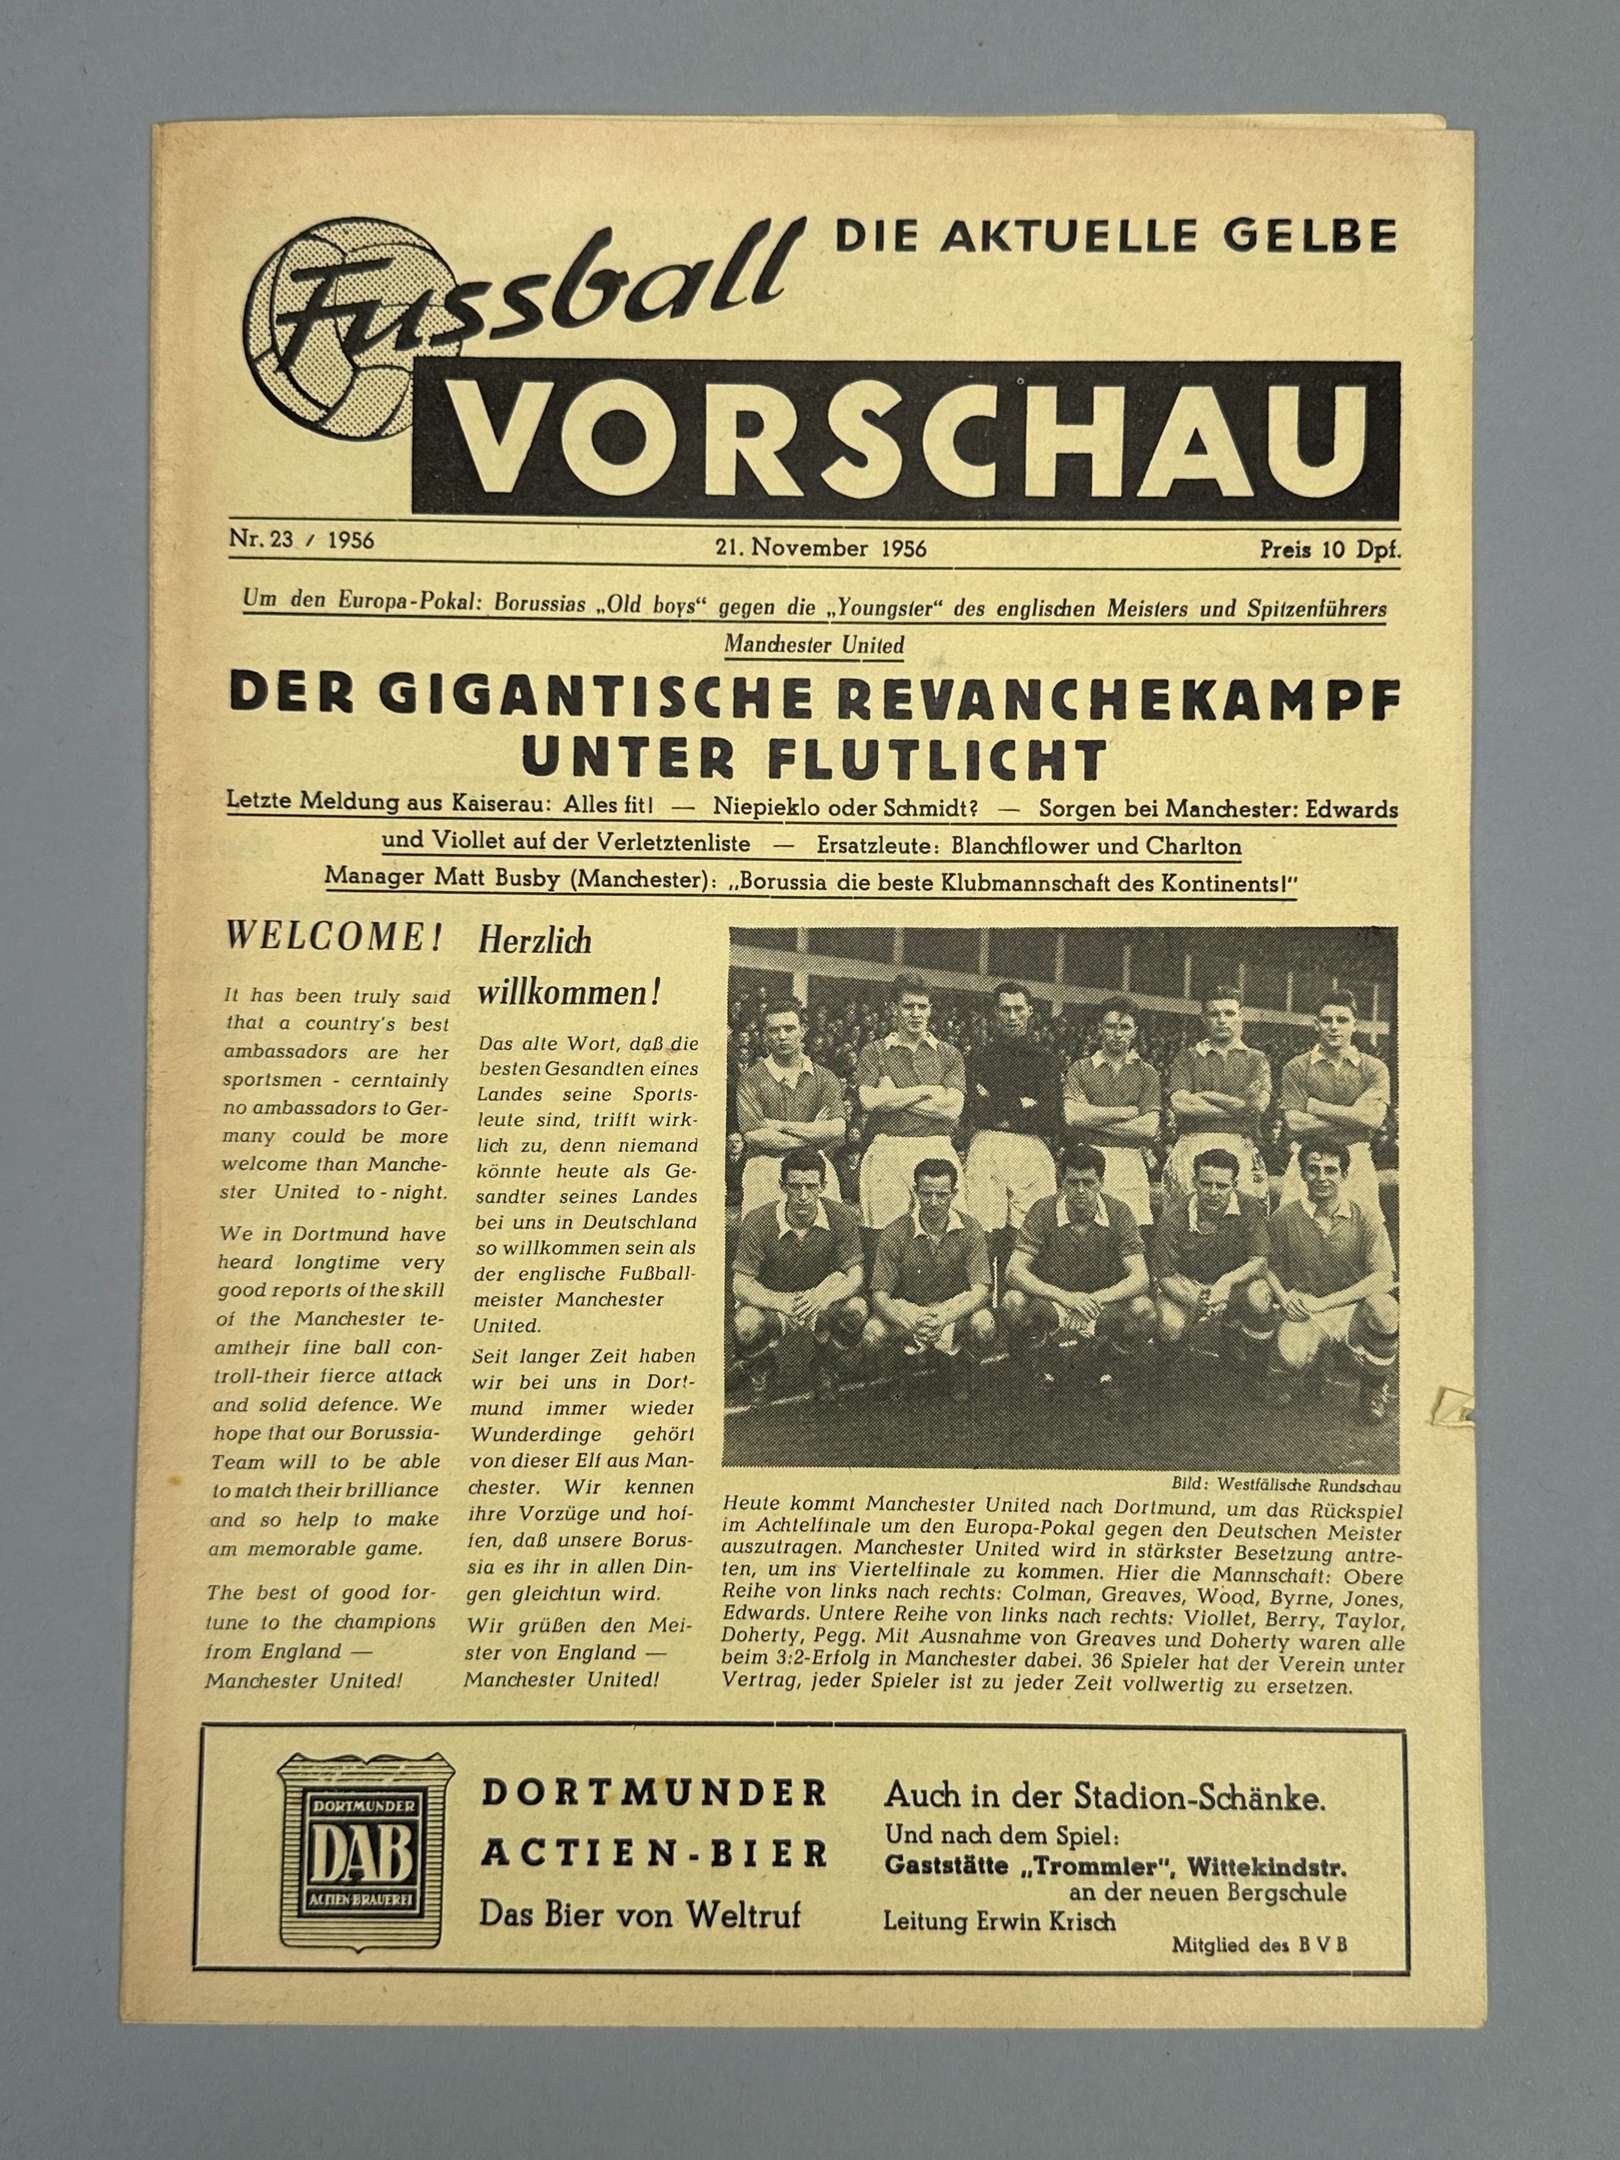 Fussball
DIE AKTUELLE GELBE
VORSCHAU
Nr. 23 / 1956
21. November 1956
Preis 10 Dpf.
Um den Europa-Pokal: Borussias „Old boys“ gegen die „Youngster“ des englischen Meisters und Spitzenführers
Manchester United
DER GIGANTISCHE REVANCHEKAMPF
UNTER FLUTLICHT
Letzte Meldung aus Kaiserau: Alles fit! — Niepieklo oder Schmidt? — Sorgen bei Manchester: Edwards
und Viollet auf der Verletztenliste — Ersatzleute: Blanchflower und Charlton
Manager Matt Busby (Manchester): „Borussia die beste Klubmannschaft des Kontinents!“
WELCOME!
It has been truly said
that a country's best
ambassadors are her
sportsmen - cerntainly
no ambassadors to Ger-
many could be more
welcome than Manche-
ster United to-night.
We in Dortmund have
heard longtime very
good reports of the skill
of the Manchester te-
amtheir fine ball con-
troll-their fierce attack
and solid defence. We
hope that our Borussia-
Team will to be able
to match their brilliance
and so help to make
am memorable game.
The best of good for-
tune to the champions
from England —
Manchester United!
Herzlich
willkommen!
Das alte Wort, daß die
besten Gesandten eines
Landes seine Sports-
leute sind, trifft wirk-
lich zu, denn niemand
könnte heute als Ge-
sandter seines Landes
bei uns in Deutschland
so willkommen sein als
der englische Fußball-
meister Manchester
United.
Seit langer Zeit haben
wir bei uns in Dort-
mund immer wieder
Wunderdinge gehört
von dieser Elf aus Man-
chester. Wir kennen
ihre Vorzüge und hof-
fen, daß unsere Borus-
sia es ihr in allen Din-
gen gleichtun wird.
Wir grüßen den Mei-
ster von England —
Manchester United!
Bild: Westfälische Rundschau
Heute kommt Manchester United nach Dortmund, um das Rückspiel
im Achtelfinale um den Europa-Pokal gegen den Deutschen Meister
auszutragen. Manchester United wird in stärkster Besetzung antre-
ten, um ins Viertelfinale zu kommen. Hier die Mannschaft: Obere
Reihe von links nach rechts: Colman, Greaves, Wood, Byrne, Jones,
Edwards. Untere Reihe von links nach rechts: Viollet, Berry, Taylor,
Doherty, Pegg. Mit Ausnahme von Greaves und Doherty waren alle
beim 3:2-Erfolg in Manchester dabei. 36 Spieler hat der Verein unter
Vertrag, jeder Spieler ist zu jeder Zeit vollwertig zu ersetzen.
DORTMUNDER
DAB
ACTIEN-BRAUEREI
DORTMUNDER
ACTIEN-BIER
Das Bier von Weltruf
Auch in der Stadion-Schänke.
Und nach dem Spiel:
Gaststätte „Trommler“, Wittekindstr.
an der neuen Bergschule
Leitung Erwin Krisch
Mitglied des BVB